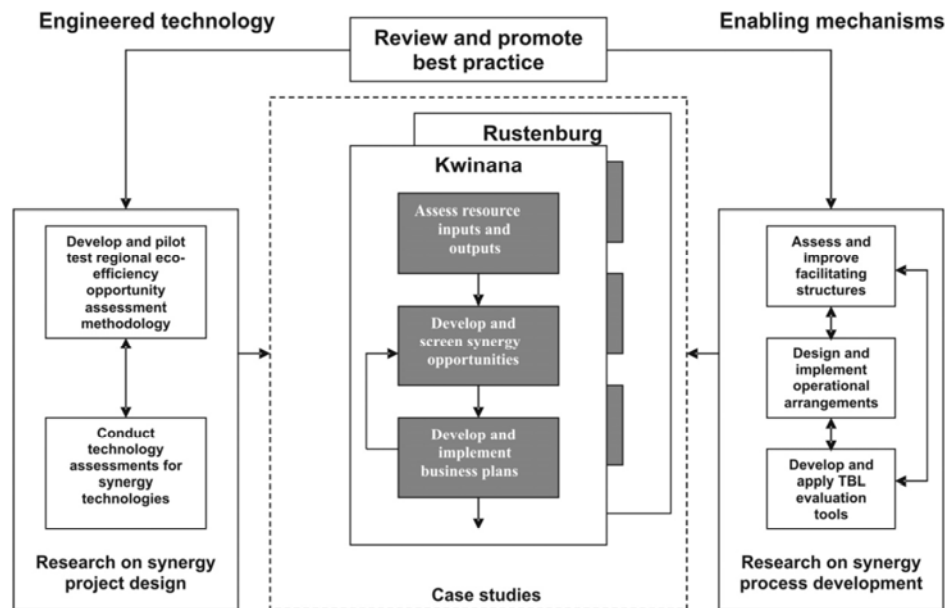 Engineered technology
Enabling mechanisms
Review and promote
best practice
Develop and pilot
test regional eco-
efficiency
opportunity
assessment
methodology
Conduct
technology
assessments for
synergy
technologies
Research on synergy
project design
Rustenburg
Kwinana
Assess resource
inputs and
outputs
Develop and
screen synergy
opportunities
Develop and
implement
business plans
Case studies
Assess and
improve
facilitating
structures
Design and
implement
operational
arrangements
Develop and
apply TBL
evaluation
tools
Research on synergy
process development